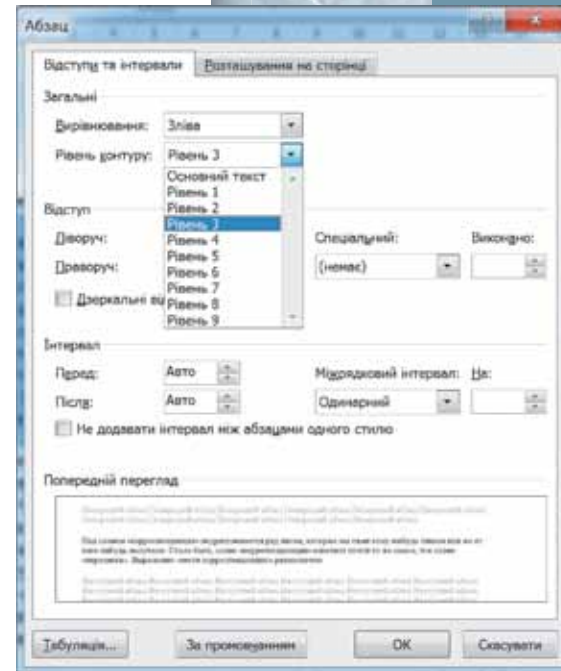 Абзац
Відступи та інтервали Розташування на сторінці
Загальні
Вирівнювання: Зліва
Рівень контуру: Рівень 3
Основний текст
Рівень 1
Рівень 2
Рівень 3
Рівень 4
Рівень 5
Рівень 6
Рівень 7
Рівень 8
Рівень 9
Відступ
Ліворуч: Спеціальний: Виконано:
Праворуч: (немає)
Дзеркальні ві
Інтервал
Перед: Авто Міжрядковий інтервал: На:
Після: Авто Одинарний
Не додавати інтервал між абзацами одного стилю
Попередній перегляд
Табуляція... За промовчанням ОК Скасувати